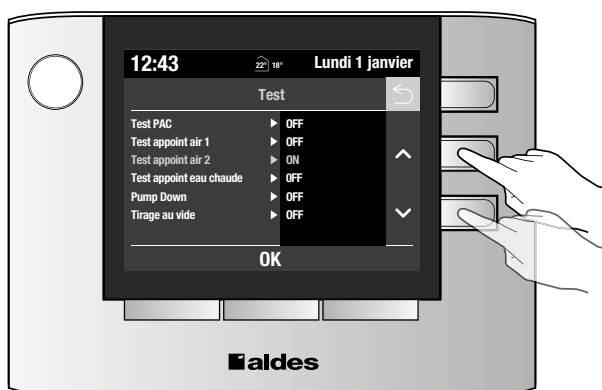 12:43 22° 18° Lundi 1 janvier
Test
Test PAC OFF
Test appoint air 1 OFF
Test appoint air 2 ON
Test appoint eau chaude OFF
Pump Down OFF
Tirage au vide OFF
OK
aldes